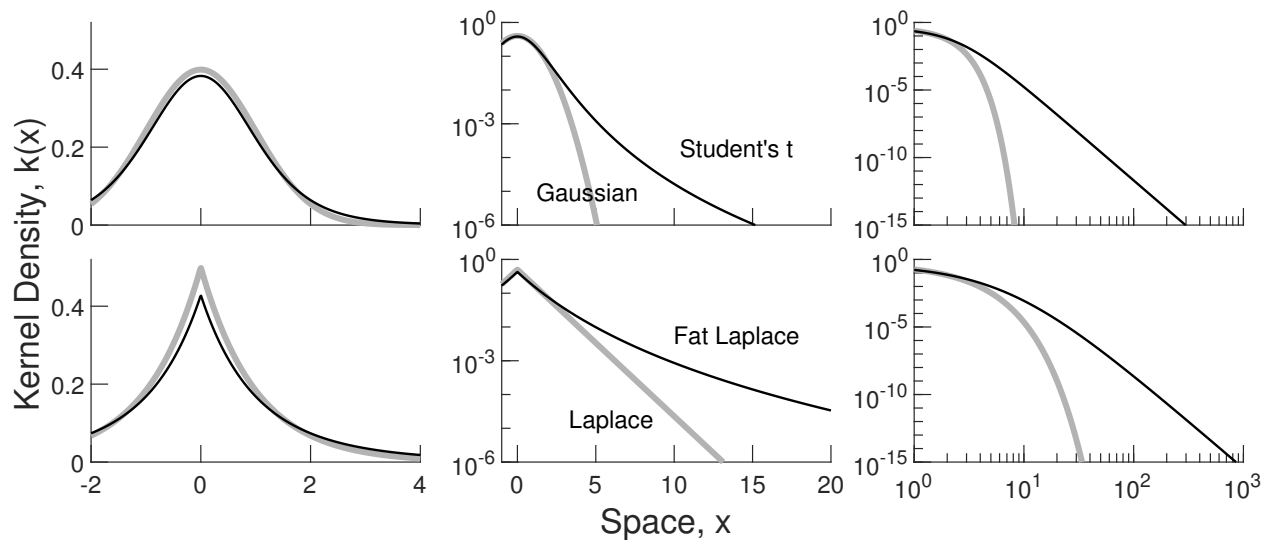 Kernel Density, k(x)
0.4
0.2
0
10^0
10^-3
10^-6
Student's t
Gaussian
10^0
10^-5
10^-10
10^-15
0.4
0.2
0
-2 0 2 4
10^0
10^-3
10^-6
Fat Laplace
Laplace
0 5 10 15 20
10^0
10^-5
10^-10
10^-15
10^0 10^1 10^2 10^3
Space, x